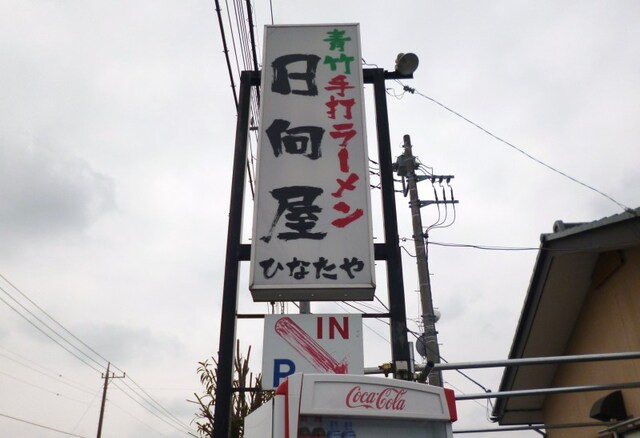 青竹手打ラーメン
日向屋
ひなたや
IN
P
Coca-Cola